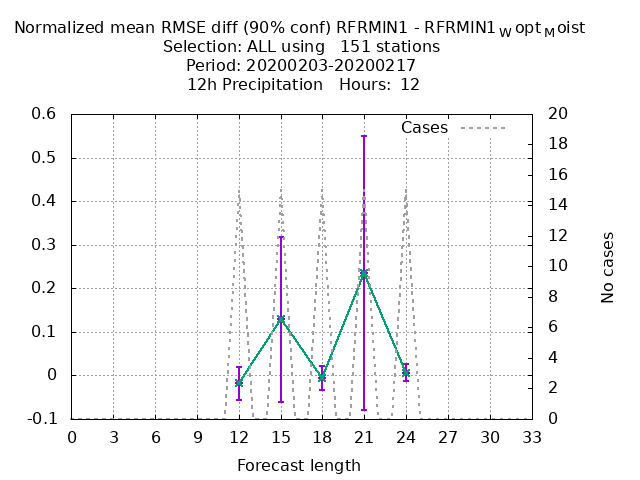 Normalized mean RMSE diff (90% conf) RFRMIN1 - RFRMIN1WoptMoist
Selection: ALL using 151 stations
Period: 20200203-20200217
12h Precipitation Hours: 12
Cases
0.6
0.5
0.4
0.3
0.2
0.1
0
-0.1
20
18
16
14
12
10
8
6
4
2
0
No cases
0 3 6 9 12 15 18 21 24 27 30 33
Forecast length